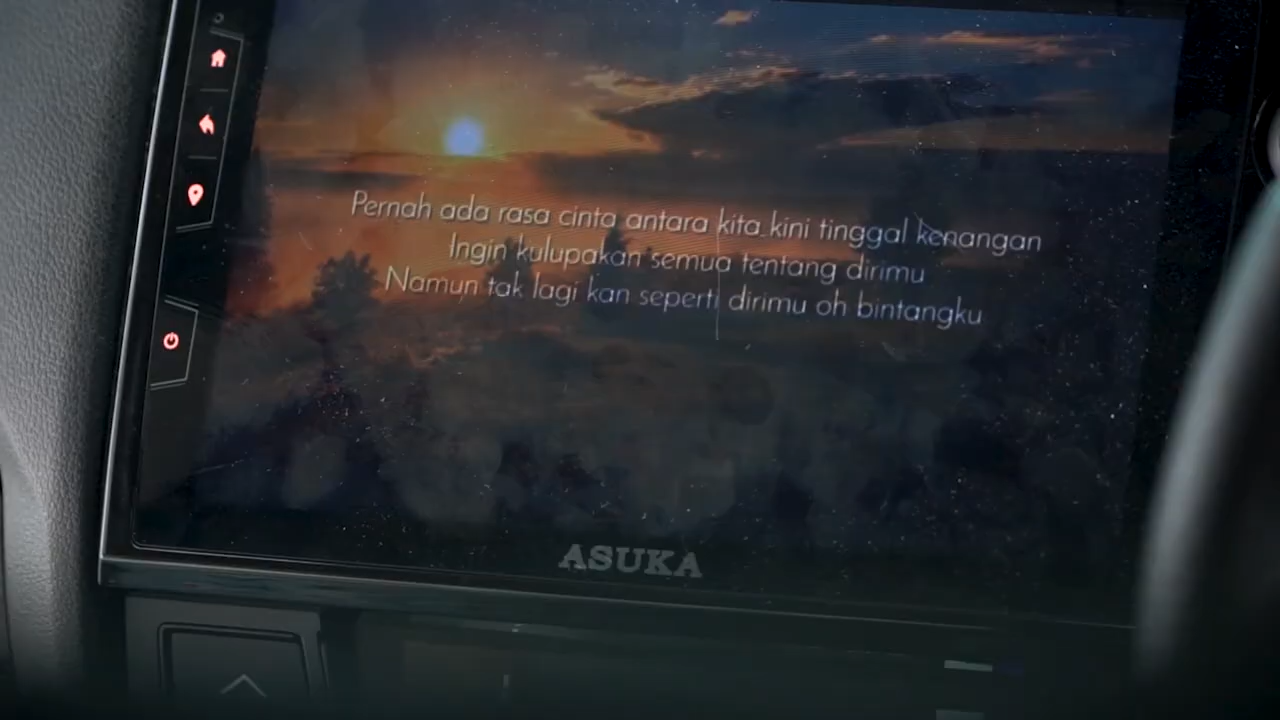 Pernah ada rasa cinta antara kita kini tinggal kenangan
Ingin kulupakan semua tentang dirimu
Namun tak lagi kan seperti dirimu oh bintangku
ASUKA